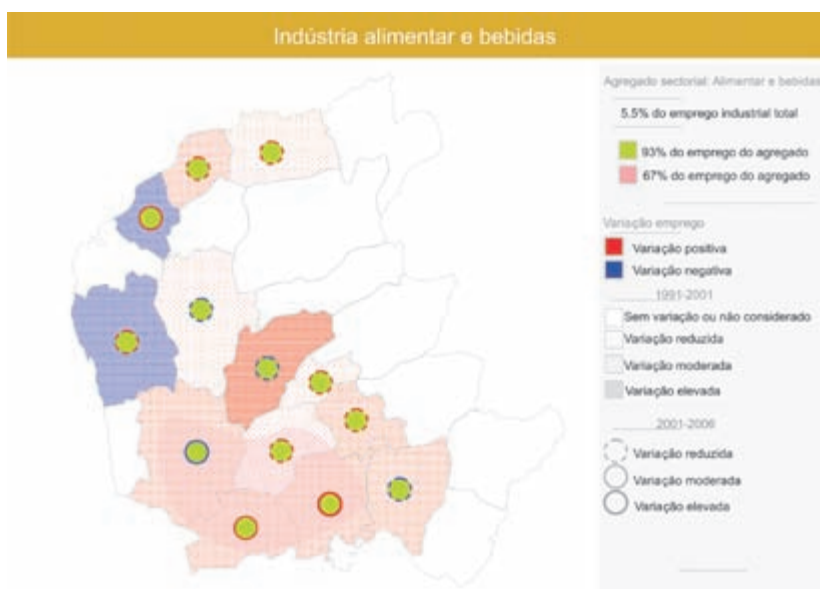 Indústria alimentar e bebidas
Agregado sectorial: Alimentar e bebidas
5.5% do emprego industrial total
93% do emprego do agregado
67% do emprego do agregado
Variação emprego
Variação positiva
Variação negativa
1991-2001
Sem variação ou não considerado
Variação reduzida
Variação moderada
Variação elevada
2001-2006
Variação reduzida
Variação moderada
Variação elevada